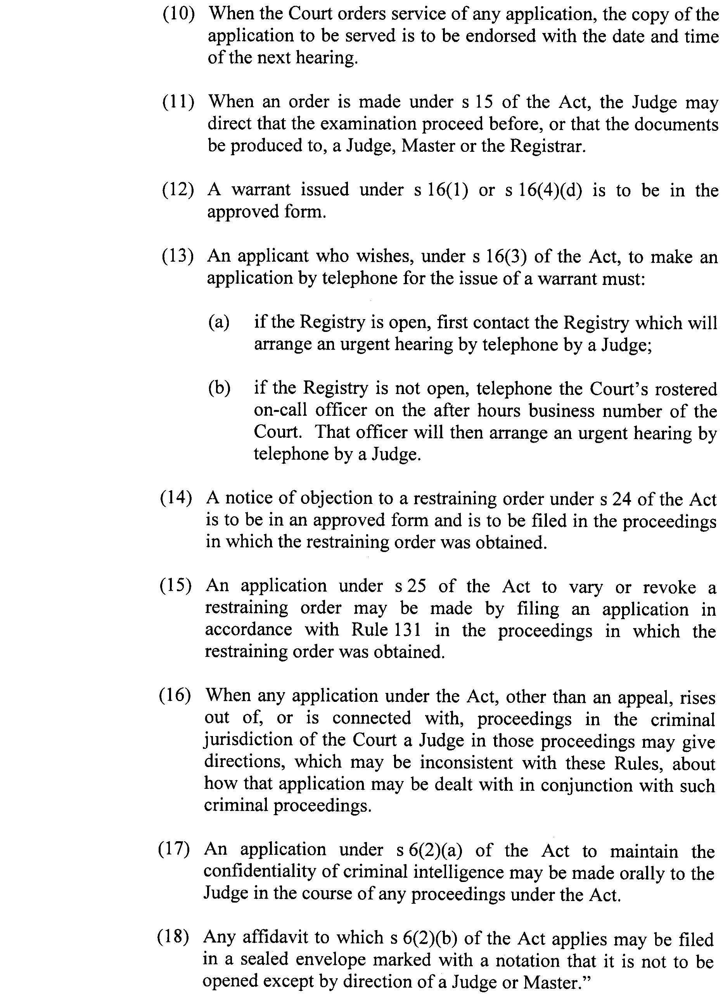 (10) When the Court orders service of any application, the copy of the
application to be served is to be endorsed with the date and time
of the next hearing.
(11) When an order is made under s 15 of the Act, the Judge may
direct that the examination proceed before, or that the documents
be produced to, a Judge, Master or the Registrar.
(12) A warrant issued under s 16(1) or s 16(4)(d) is to be in the
approved form.
(13) An applicant who wishes, under s 16(3) of the Act, to make an
application by telephone for the issue of a warrant must:
(a) if the Registry is open, first contact the Registry which will
arrange an urgent hearing by telephone by a Judge;
(b) if the Registry is not open, telephone the Court's rostered
on-call officer on the after hours business number of the
Court. That officer will then arrange an urgent hearing by
telephone by a Judge.
(14) A notice of objection to a restraining order under s 24 of the Act
is to be in an approved form and is to be filed in the proceedings
in which the restraining order was obtained.
(15) An application under s 25 of the Act to vary or revoke a
restraining order may be made by filing an application in
accordance with Rule 131 in the proceedings in which the
restraining order was obtained.
(16) When any application under the Act, other than an appeal, rises
out of, or is connected with, proceedings in the criminal
jurisdiction of the Court a Judge in those proceedings may give
directions, which may be inconsistent with these Rules, about
how that application may be dealt with in conjunction with such
criminal proceedings.
(17) An application under s 6(2)(a) of the Act to maintain the
confidentiality of criminal intelligence may be made orally to the
Judge in the course of any proceedings under the Act.
(18) Any affidavit to which s 6(2)(b) of the Act applies may be filed
in a sealed envelope marked with a notation that it is not to be
opened except by direction of a Judge or Master.”